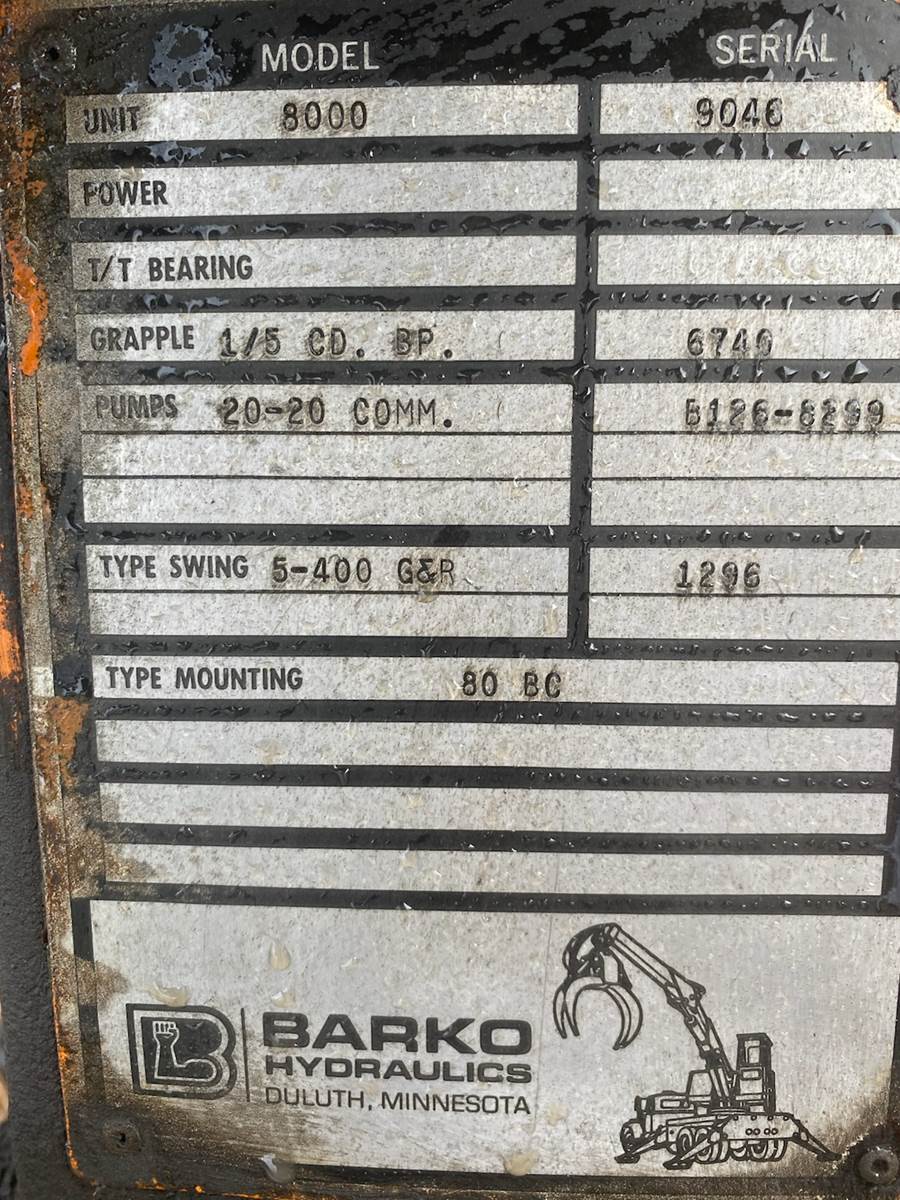 MODEL SERIAL
UNIT 8000 9046
POWER
T/T BEARING
GRAPPLE 1/5 CD. BP. 6740
PUMPS 20-20 COMM. B126-8299
TYPE SWING 5-400 G&R 1296
TYPE MOUNTING 80 BC
B
BARKO
HYDRAULICS
DULUTH, MINNESOTA